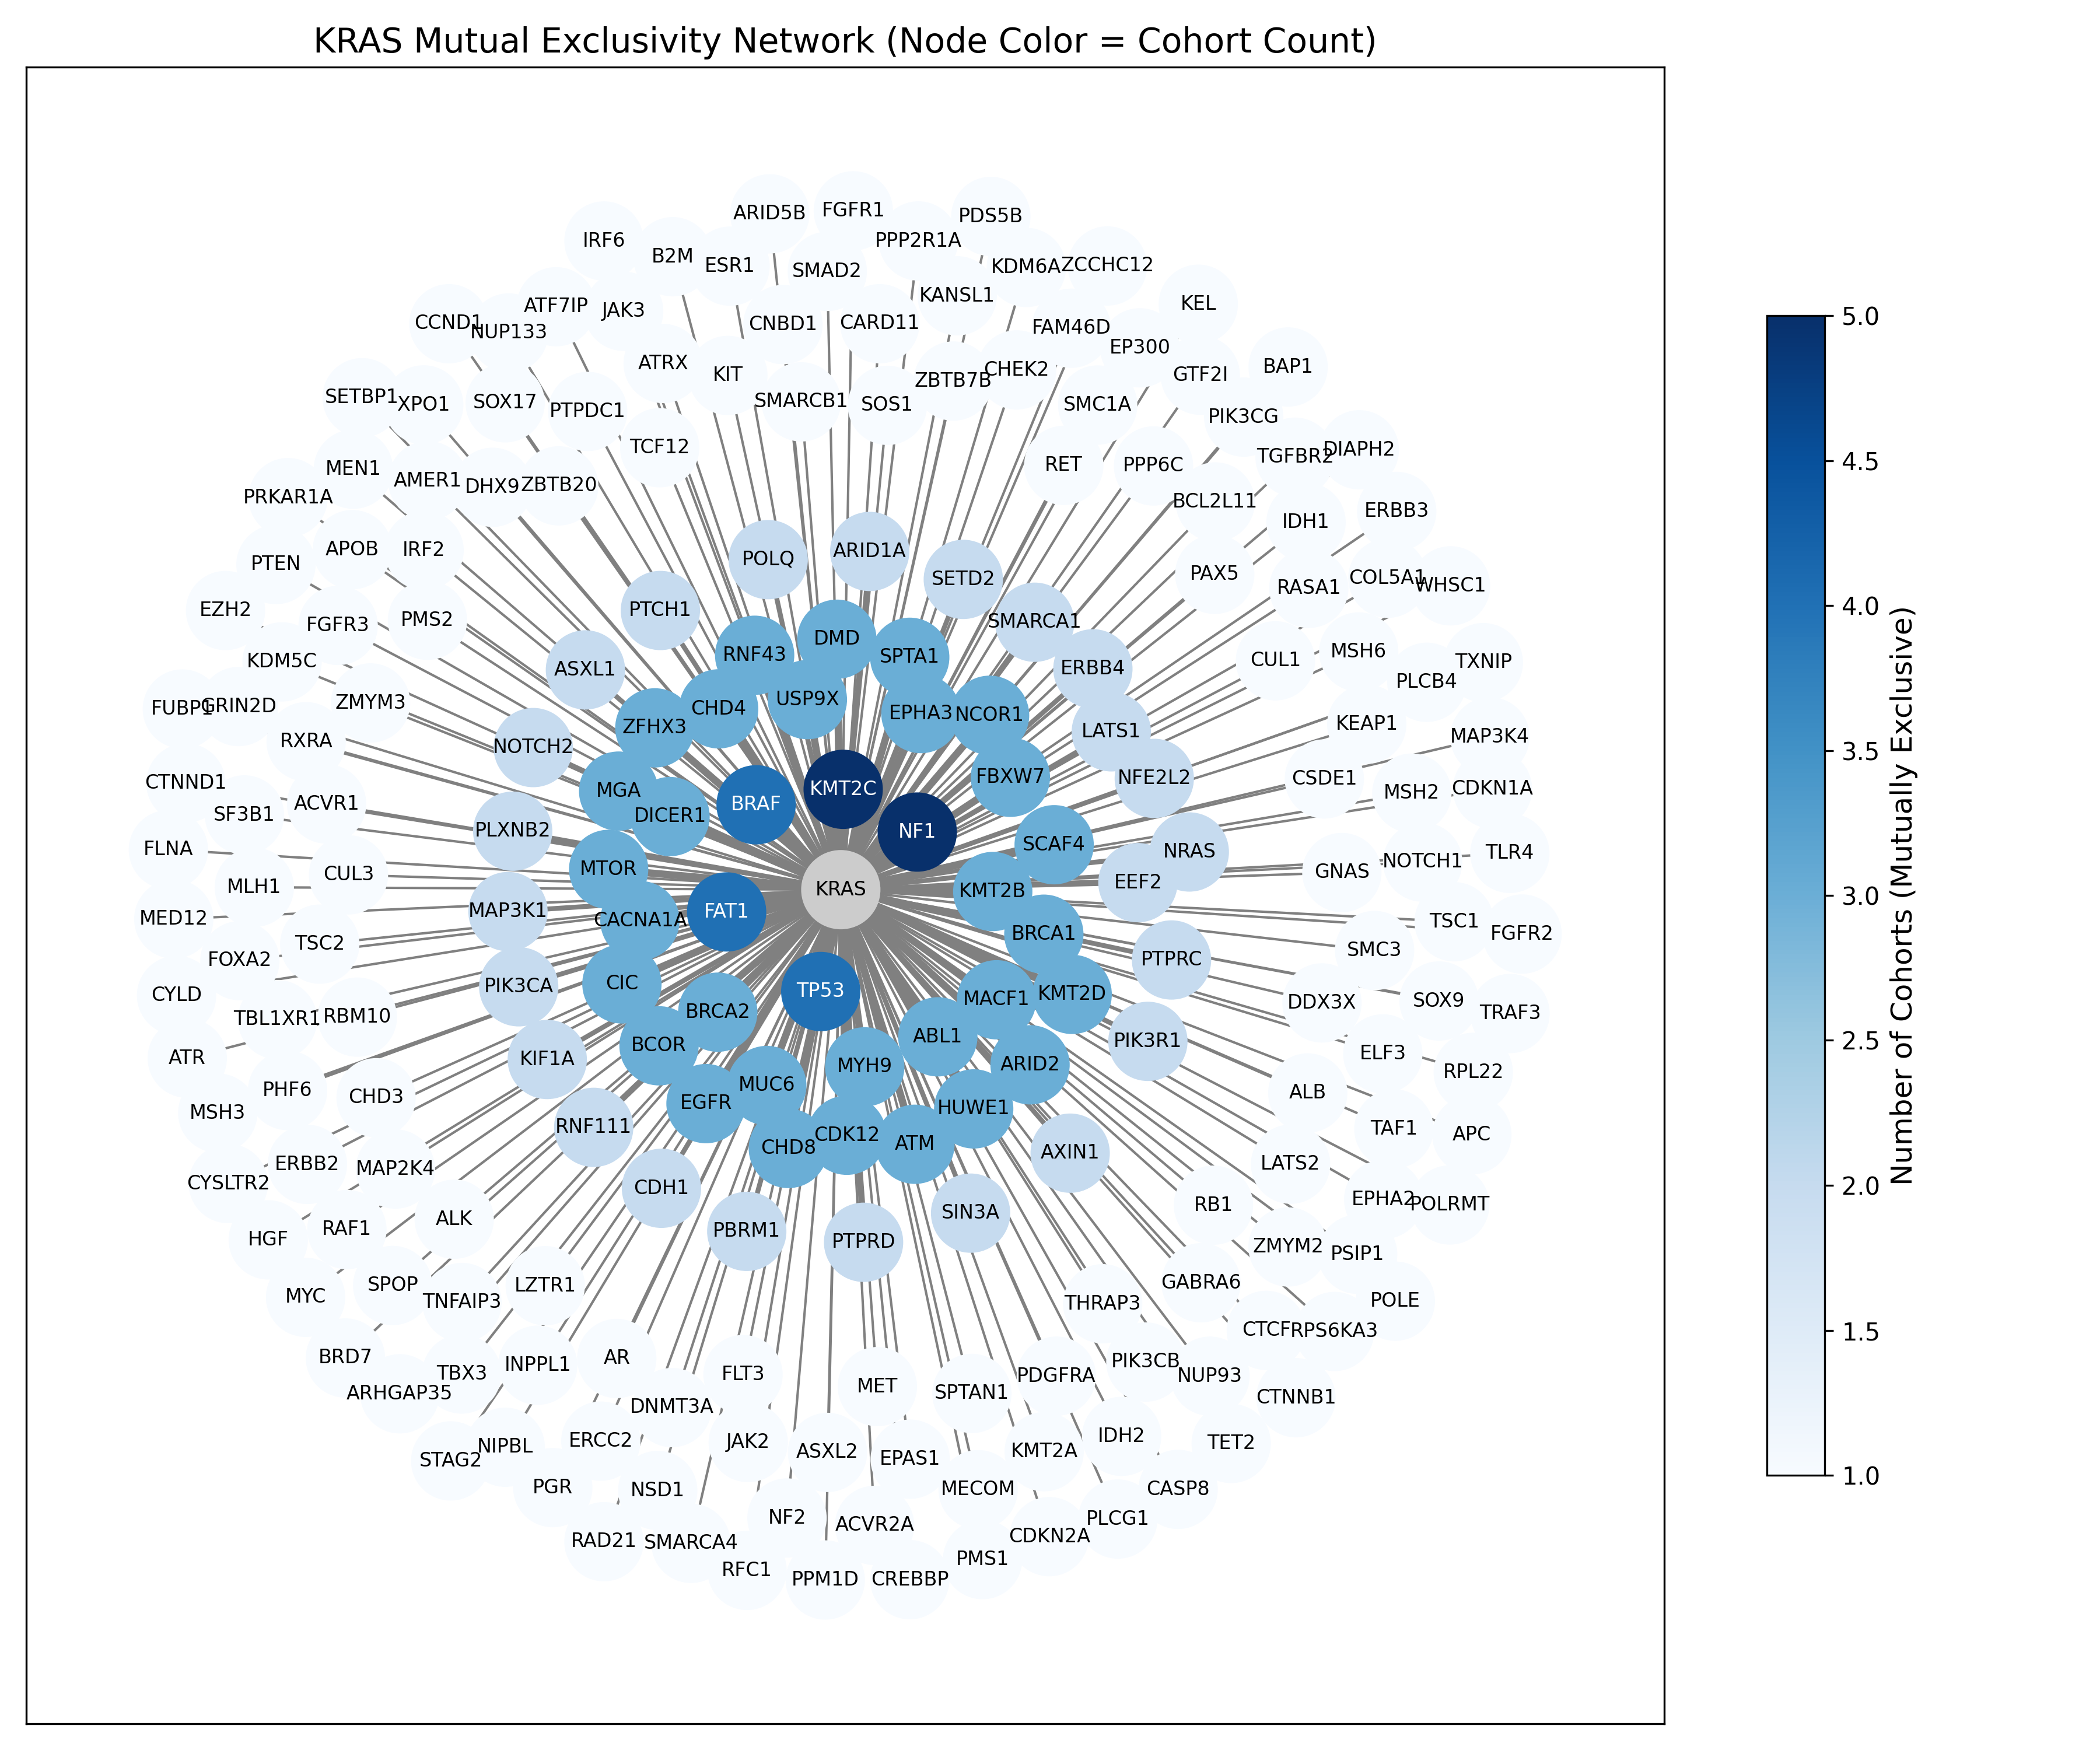 KRAS Mutual Exclusivity Network (Node Color = Cohort Count)
ARID5B
FGFR1
PDS5B
IRF6
B2M
ESR1
SMAD2
PPP2R1A
KDM6A
ZCCHC12
ATF7IP
JAK3
CNBD1
CARD11
KANSL1
FAM46D
KEL
CCND1
NUP133
ATRX
KIT
ZBTB7B
CHEK2
EP300
GTF2I
BAP1
SETBP1
XPO1
SOX17
PTPDC1
SMARCB1
SOS1
SMC1A
PIK3CG
TCF12
RET
PPP6C
TGFBR2
DIAPH2
MEN1
AMER1
DHX9
ZBTB20
BCL2L11
IDH1
ERBB3
PRKAR1A
APOB
IRF2
POLQ
ARID1A
SETD2
PAX5
RASA1
COL5A1
WHSC1
PTEN
EZH2
FGFR3
PMS2
PTCH1
SMARCA1
KDM5C
ASXL1
RNF43
DMD
SPTA1
ERBB4
CUL1
MSH6
TXNIP
PLCB4
FUBP1
GRIN2D
ZMYM3
ZFHX3
CHD4
USP9X
EPHA3
NCOR1
LATS1
KEAP1
RXRA
NOTCH2
MAP3K4
CTNND1
ACVR1
MGA
DICER1
BRAF
KMT2C
FBXW7
NFE2L2
CSDE1
MSH2
CDKN1A
SF3B1
PLXNB2
NF1
SCAF4
NRAS
FLNA
MLH1
CUL3
MTOR
KRAS
KMT2B
EEF2
GNAS
NOTCH1
TLR4
MED12
MAP3K1
CACNA1A
FAT1
BRCA1
TSC1
FGFR2
FOXA2
TSC2
PTPRC
SMC3
CYLD
TBL1XR1
RBM10
PIK3CA
CIC
BRCA2
TP53
MACF1
KMT2D
DDX3X
SOX9
TRAF3
ATR
KIF1A
BCOR
ABL1
PIK3R1
ELF3
RPL22
PHF6
CHD3
MSH3
EGFR
MUC6
MYH9
ARID2
HUWE1
ALB
TAF1
APC
RNF111
CHD8
CDK12
ATM
AXIN1
LATS2
ERBB2
MAP2K4
CYSLTR2
CDH1
EPHA2
POLRMT
RB1
HGF
RAF1
ALK
PBRM1
PTPRD
SIN3A
ZMYM2
PSIP1
MYC
SPOP
TNFAIP3
LZTR1
GABRA6
THRAP3
POLE
CTCF
RPS6KA3
BRD7
ARHGAP35
TBX3
INPPL1
AR
FLT3
MET
SPTAN1
PDGFRA
PIK3CB
NUP93
CTNNB1
DNMT3A
STAG2
NIPBL
ERCC2
JAK2
ASXL2
EPAS1
KMT2A
IDH2
TET2
PGR
NSD1
MECOM
CASP8
NF2
ACVR2A
CDKN2A
PLCG1
RAD21
SMARCA4
RFC1
PPM1D
CREBBP
PMS1
5.0
4.5
4.0
3.5
3.0
2.5
2.0
1.5
1.0
Number of Cohorts (Mutually Exclusive)